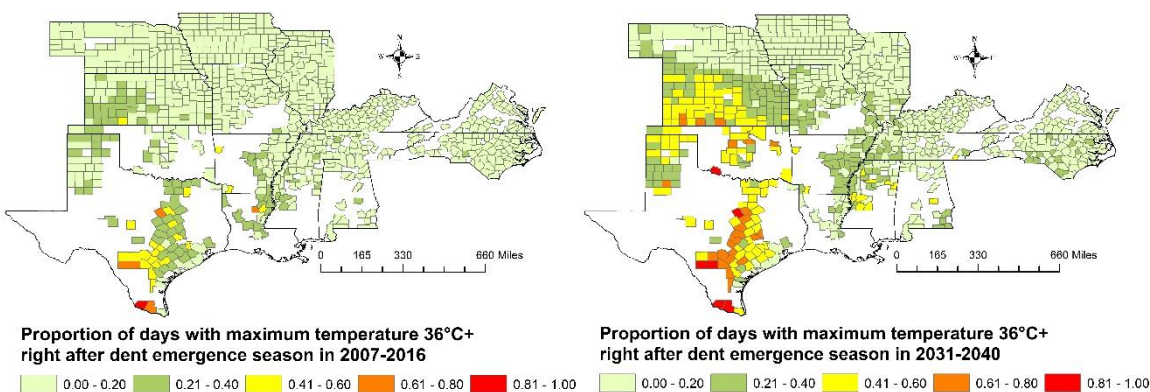 N
W E
S
0 165 330 660 Miles
Proportion of days with maximum temperature 36°C+
right after dent emergence season in 2007-2016
0.00 - 0.20 0.21 - 0.40 0.41 - 0.60 0.61 - 0.80 0.81 - 1.00
N
W E
S
0 165 330 660 Miles
Proportion of days with maximum temperature 36°C+
right after dent emergence season in 2031-2040
0.00 - 0.20 0.21 - 0.40 0.41 - 0.60 0.61 - 0.80 0.81 - 1.00